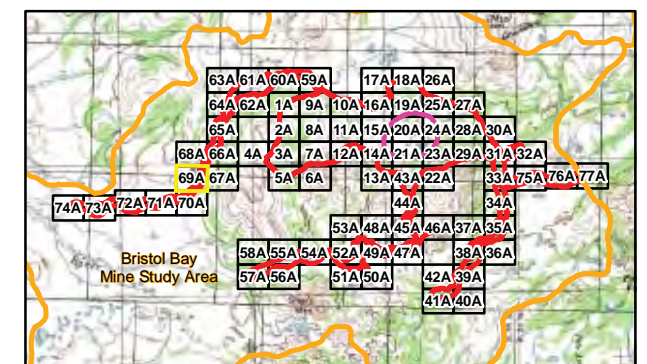 63A 61A 60A 59A 17A 18A 26A
64A 62A 1A 9A 10A 16A 19A 25A 27A
65A 2A 8A 11A 15A 20A 24A 28A 30A
68A 66A 4A 3A 7A 12A 14A 21A 23A 29A 31A 32A
69A 67A 5A 6A 13A 43A 22A 33A 75A 76A 77A
74A 73A 72A 71A 70A 44A 34A
53A 48A 45A 46A 37A 35A
58A 55A 54A 52A 49A 47A 38A 36A
57A 56A 51A 50A 42A 39A
41A 40A
Bristol Bay
Mine Study Area